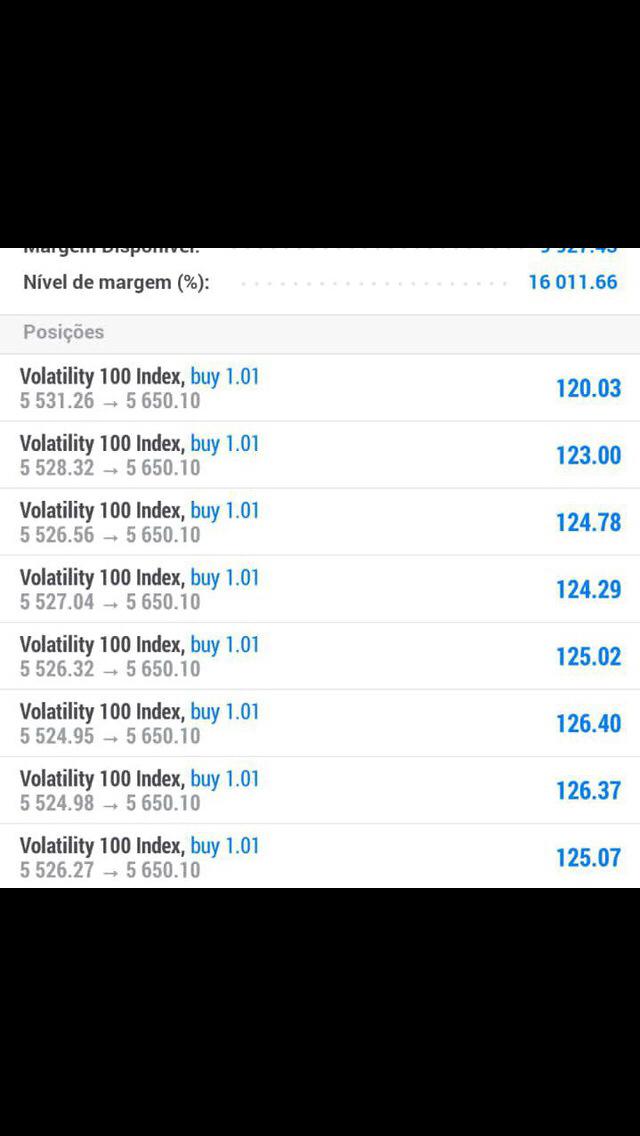 Nível de margem (%): 16 011.66
Posições
Volatility 100 Index, buy 1.01 120.03
5 531.26 → 5 650.10
Volatility 100 Index, buy 1.01 123.00
5 528.32 → 5 650.10
Volatility 100 Index, buy 1.01 124.78
5 526.56 → 5 650.10
Volatility 100 Index, buy 1.01 124.29
5 527.04 → 5 650.10
Volatility 100 Index, buy 1.01 125.02
5 526.32 → 5 650.10
Volatility 100 Index, buy 1.01 126.40
5 524.95 → 5 650.10
Volatility 100 Index, buy 1.01 126.37
5 524.98 → 5 650.10
Volatility 100 Index, buy 1.01 125.07
5 526.27 → 5 650.10